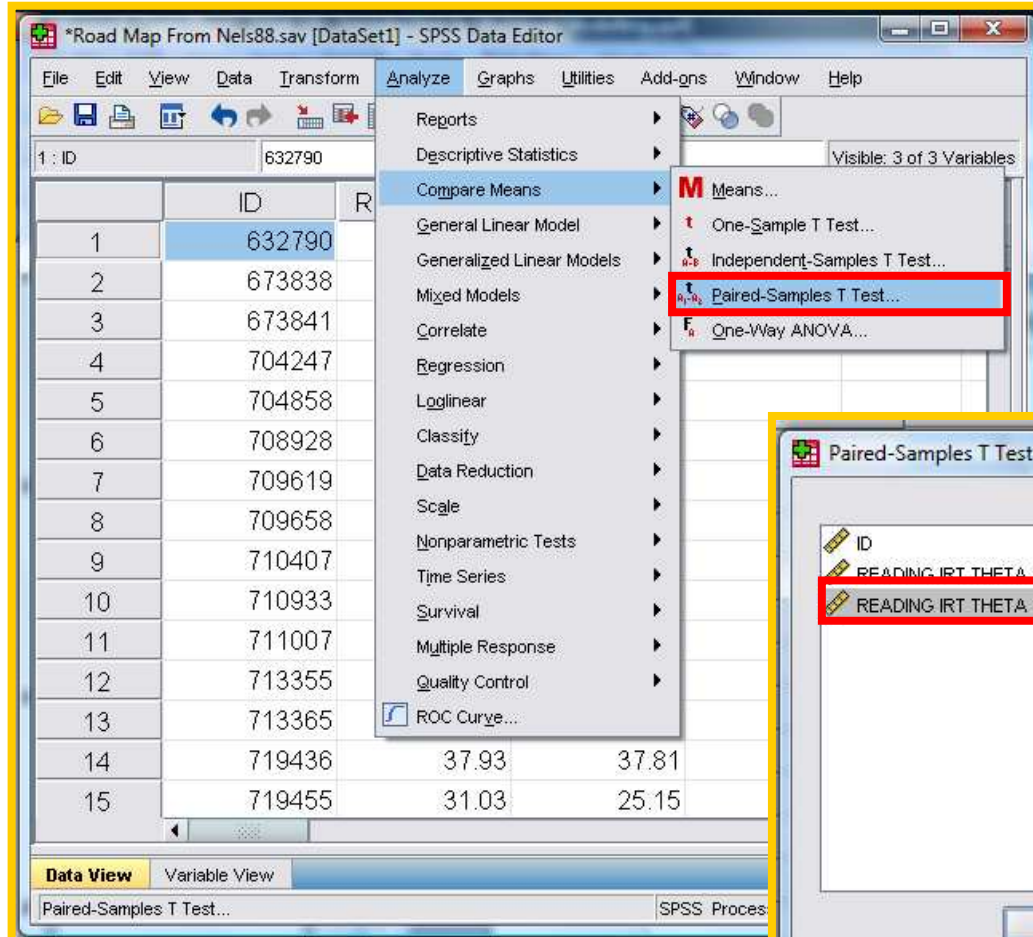 *Road Map From Nels88.sav [DataSet1] - SPSS Data Editor
File Edit View Data Transform Analyze Graphs Utilities Add-ons Window Help
1 : ID 632790 Visible: 3 of 3 Variables
ID R
1 632790
2 673838
3 673841
4 704247
5 704858
6 708928
7 709619
8 709658
9 710407
10 710933
11 711007
12 713355
13 713365
14 719436 37.93 37.81
15 719455 31.03 25.15
Reports
Descriptive Statistics
Compare Means
General Linear Model
Generalized Linear Models
Mixed Models
Correlate
Regression
Loglinear
Classify
Data Reduction
Scale
Nonparametric Tests
Time Series
Survival
Multiple Response
Quality Control
ROC Curve...
M Means...
t One-Sample T Test...
Independent-Samples T Test...
Paired-Samples T Test...
One-Way ANOVA...
Data View Variable View
Paired-Samples T Test... SPSS Proces
Paired-Samples T Test
ID
READING IRT THETA
READING IRT THETA